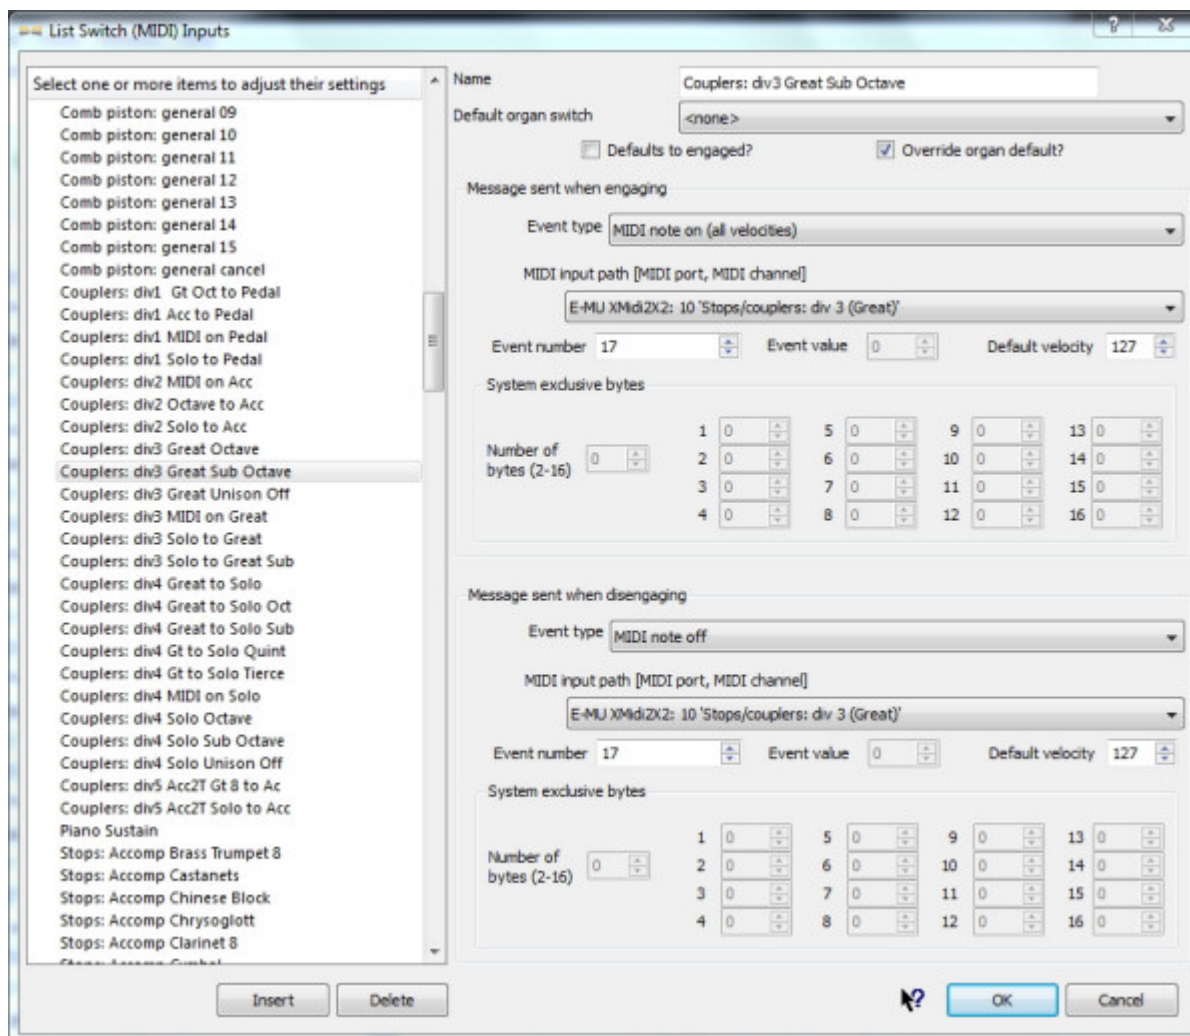 List Switch (MIDI) Inputs
Select one or more items to adjust their settings
Comb piston: general 09
Comb piston: general 10
Comb piston: general 11
Comb piston: general 12
Comb piston: general 13
Comb piston: general 14
Comb piston: general 15
Comb piston: general cancel
Couplers: div1 Gt Oct to Pedal
Couplers: div1 Acc to Pedal
Couplers: div1 MIDI on Pedal
Couplers: div1 Solo to Pedal
Couplers: div2 MIDI on Acc
Couplers: div2 Octave to Acc
Couplers: div2 Solo to Acc
Couplers: div3 Great Octave
Couplers: div3 Great Sub Octave
Couplers: div3 Great Unison Off
Couplers: div3 MIDI on Great
Couplers: div3 Solo to Great
Couplers: div3 Solo to Great Sub
Couplers: div4 Great to Solo
Couplers: div4 Great to Solo Oct
Couplers: div4 Great to Solo Sub
Couplers: div4 Gt to Solo Quint
Couplers: div4 Gt to Solo Tierce
Couplers: div4 MIDI on Solo
Couplers: div4 Solo Octave
Couplers: div4 Solo Sub Octave
Couplers: div4 Solo Unison Off
Couplers: div5 Acc2T Gt 8 to Ac
Couplers: div5 Acc2T Solo to Acc
Piano Sustain
Stops: Accomp Brass Trumpet 8
Stops: Accomp Castanets
Stops: Accomp Chinese Block
Stops: Accomp Chrysoglott
Stops: Accomp Clarinet 8
Stops: Accomp Cymbal
Insert Delete
Name Couplers: div3 Great Sub Octave
Default organ switch <none>
Defaults to engaged? Override organ default?
Message sent when engaging
Event type MIDI note on (all velocities)
MIDI input path [MIDI port, MIDI channel]
E-MU XMidi2X2: 10 'Stops/couplers: div 3 (Great)'
Event number 17 Event value 0 Default velocity 127
System exclusive bytes
Number of bytes (2-16) 0
1 0 5 0 9 0 13 0
2 0 6 0 10 0 14 0
3 0 7 0 11 0 15 0
4 0 8 0 12 0 16 0
Message sent when disengaging
Event type MIDI note off
MIDI input path [MIDI port, MIDI channel]
E-MU XMidi2X2: 10 'Stops/couplers: div 3 (Great)'
Event number 17 Event value 0 Default velocity 127
System exclusive bytes
Number of bytes (2-16) 0
1 0 5 0 9 0 13 0
2 0 6 0 10 0 14 0
3 0 7 0 11 0 15 0
4 0 8 0 12 0 16 0
? OK Cancel